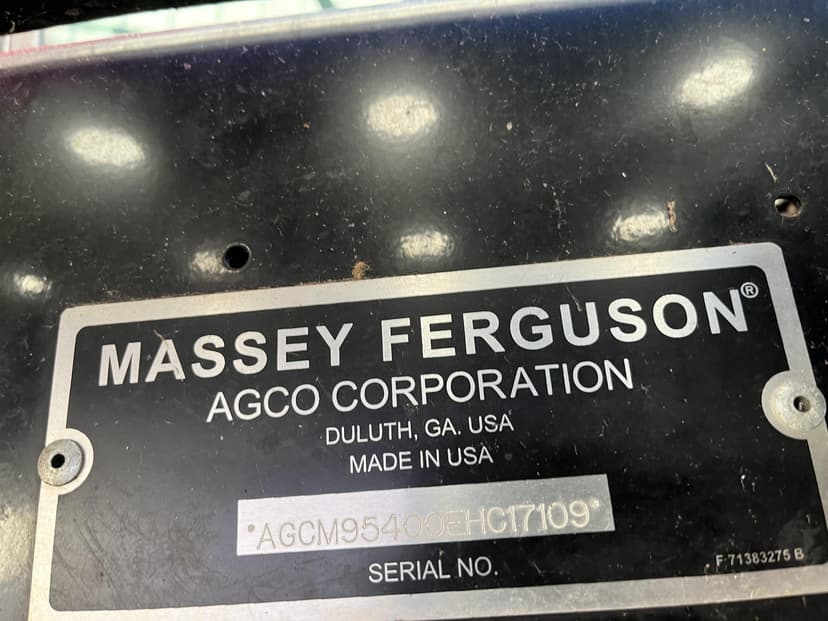 MASSEY FERGUSON®
AGCO CORPORATION
DULUTH, GA. USA
MADE IN USA
*AGCM95400EHC17109*
SERIAL NO.
F-71383275 B